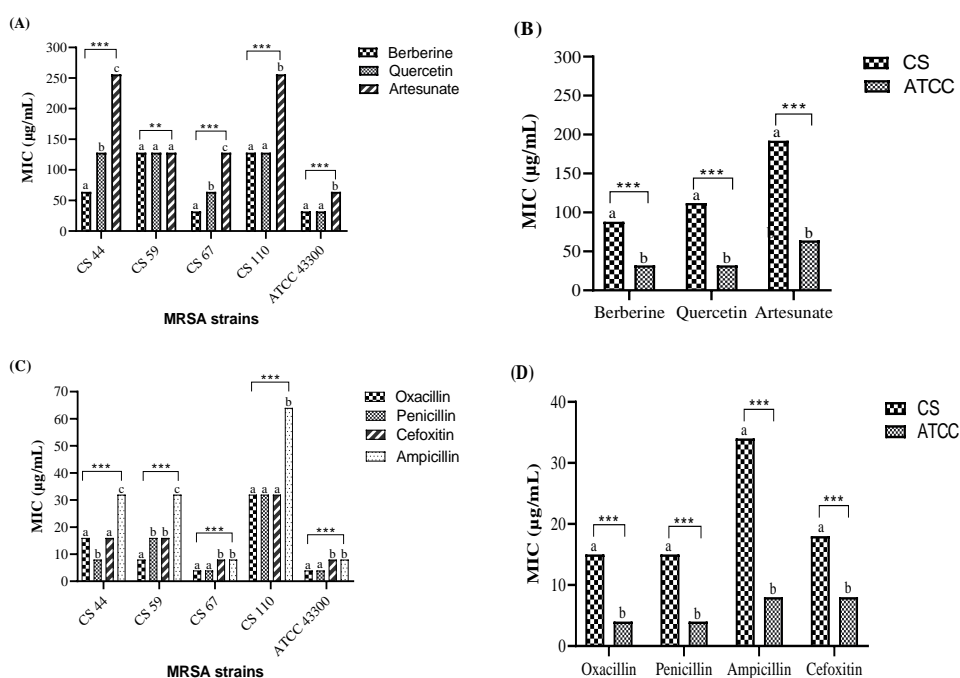 (A)
Berberine
Quercetin
Artesunate
MIC (µg/mL)
300
250
200
150
100
50
0
*** ** *** *** ***
a b c a a a a b c a a b a a b
CS 44 CS 59 CS 67 CS 110 ATCC 43300
MRSA strains
(B)
CS
ATCC
MIC (µg/mL)
300
250
200
150
100
50
0
*** *** ***
a b a b a b
Berberine Quercetin Artesunate
(C)
Oxacillin
Penicillin
Cefoxitin
Ampicillin
MIC (µg/mL)
70
60
50
40
30
20
10
0
*** *** *** *** ***
a b a c a b b c a a b b a a a b a a b b
CS 44 CS 59 CS 67 CS 110 ATCC 43300
MRSA strains
(D)
CS
ATCC
MIC (µg/mL)
40
30
20
10
0
*** *** *** ***
a b a b a b a b
Oxacillin Penicillin Ampicillin Cefoxitin